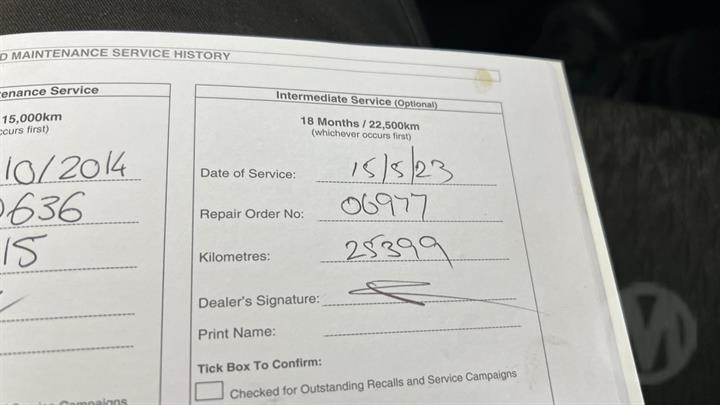 D MAINTENANCE SERVICE HISTORY
enance Service
15,000km
ccurs first)
10/2014
0636
15
Intermediate Service (Optional)
18 Months / 22,500km
(whichever occurs first)
Date of Service: 15/5/23
Repair Order No: 06977
Kilometres: 25399
Dealer's Signature:
Print Name:
Tick Box To Confirm:
Checked for Outstanding Recalls and Service Campaigns